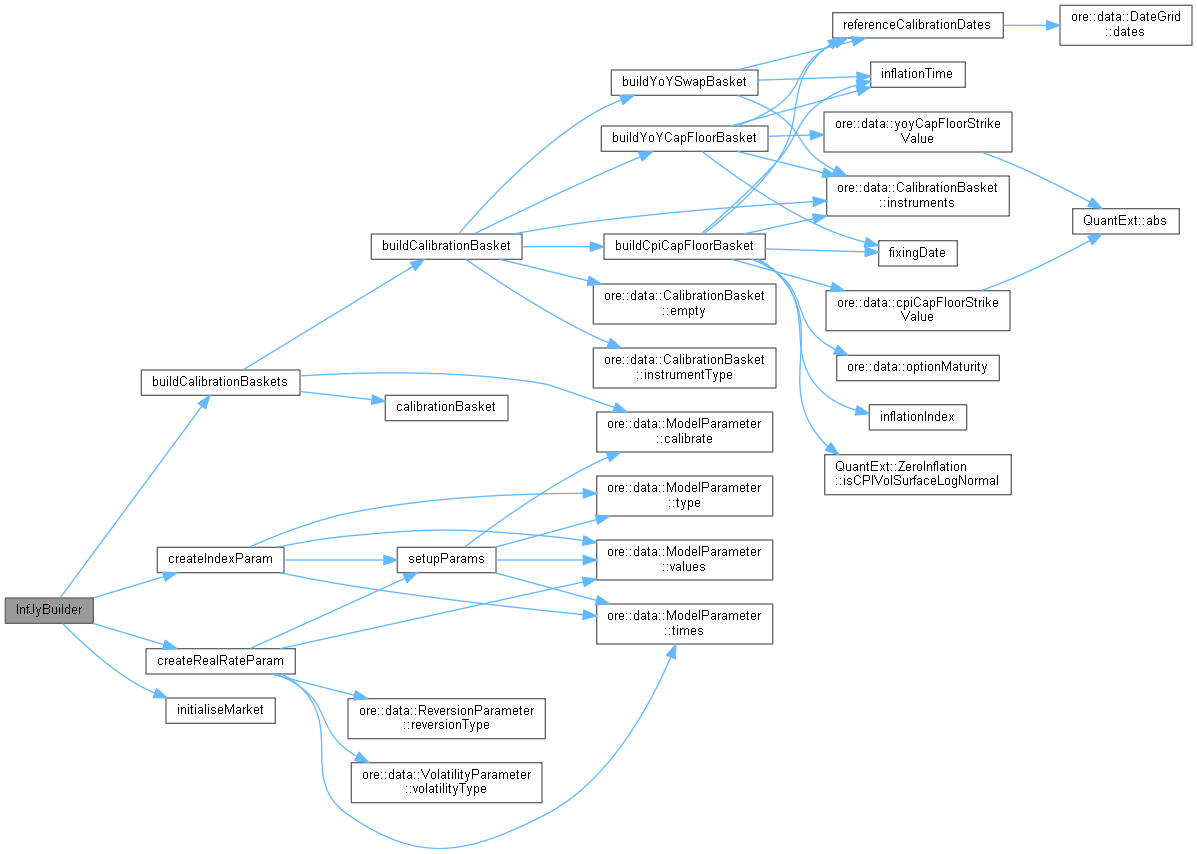 referenceCalibrationDates
ore::data::DateGrid
::dates
inflationTime
buildYoYSwapBasket
ore::data::yoyCapFloorStrike
Value
buildYoYCapFloorBasket
ore::data::CalibrationBasket
::instruments
QuantExt::abs
buildCalibrationBasket
buildCpiCapFloorBasket
fixingDate
ore::data::CalibrationBasket
::empty
ore::data::cpiCapFloorStrike
Value
ore::data::CalibrationBasket
::instrumentType
ore::data::optionMaturity
buildCalibrationBaskets
calibrationBasket
inflationIndex
ore::data::ModelParameter
::calibrate
QuantExt::ZeroInflation
::isCPIVolSurfaceLogNormal
ore::data::ModelParameter
::type
createIndexParam
setupParams
ore::data::ModelParameter
::values
InfJyBuilder
ore::data::ModelParameter
::times
createRealRateParam
initialiseMarket
ore::data::ReversionParameter
::reversionType
ore::data::VolatilityParameter
::volatilityType